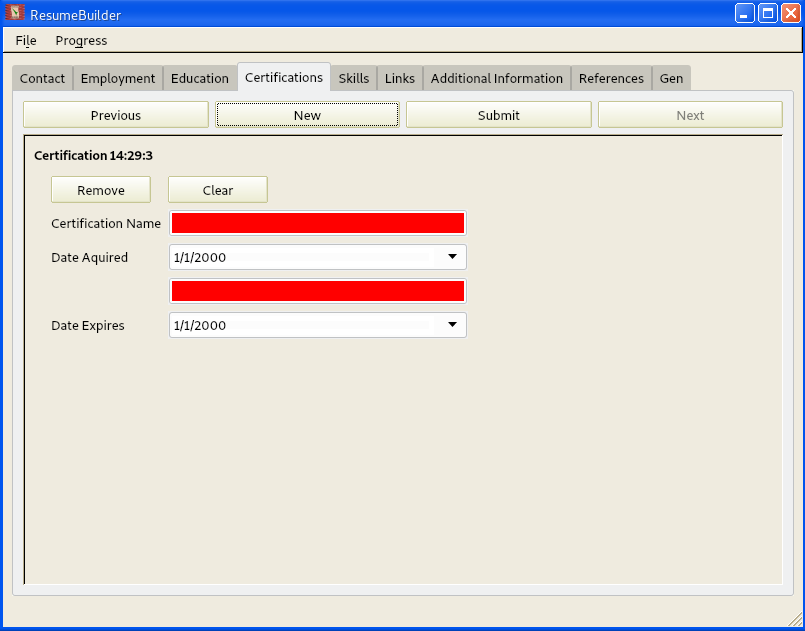 ResumeBuilder
File Progress
Contact Employment Education Certifications Skills Links Additional Information References Gen
Previous New Submit Next
Certification 14:29:3
Remove Clear
Certification Name
Date Aquired 1/1/2000
Date Expires 1/1/2000